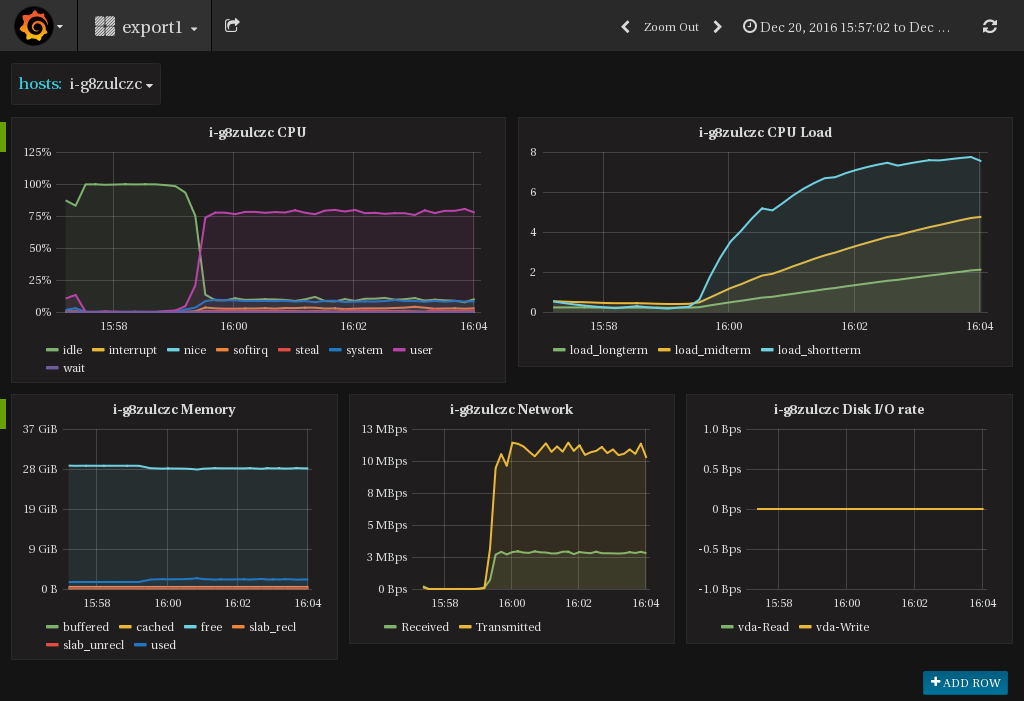 export1
Zoom Out
Dec 20, 2016 15:57:02 to Dec ...
hosts: i-g8zulczc
i-g8zulczc CPU
125%
100%
75%
50%
25%
0%
15:58 16:00 16:02 16:04
idle interrupt nice softirq steal system user
wait
i-g8zulczc CPU Load
8
6
4
2
0
15:58 16:00 16:02 16:04
load_longterm load_midterm load_shortterm
i-g8zulczc Memory
37 GiB
28 GiB
19 GiB
9 GiB
0 B
15:58 16:00 16:02 16:04
buffered cached free slab_recl
slab_unrecl used
i-g8zulczc Network
13 MBps
10 MBps
8 MBps
5 MBps
3 MBps
0 Bps
15:58 16:00 16:02 16:04
Received Transmitted
i-g8zulczc Disk I/O rate
1.0 Bps
0.5 Bps
0 Bps
-0.5 Bps
-1.0 Bps
15:58 16:00 16:02 16:04
vda-Read vda-Write
ADD ROW